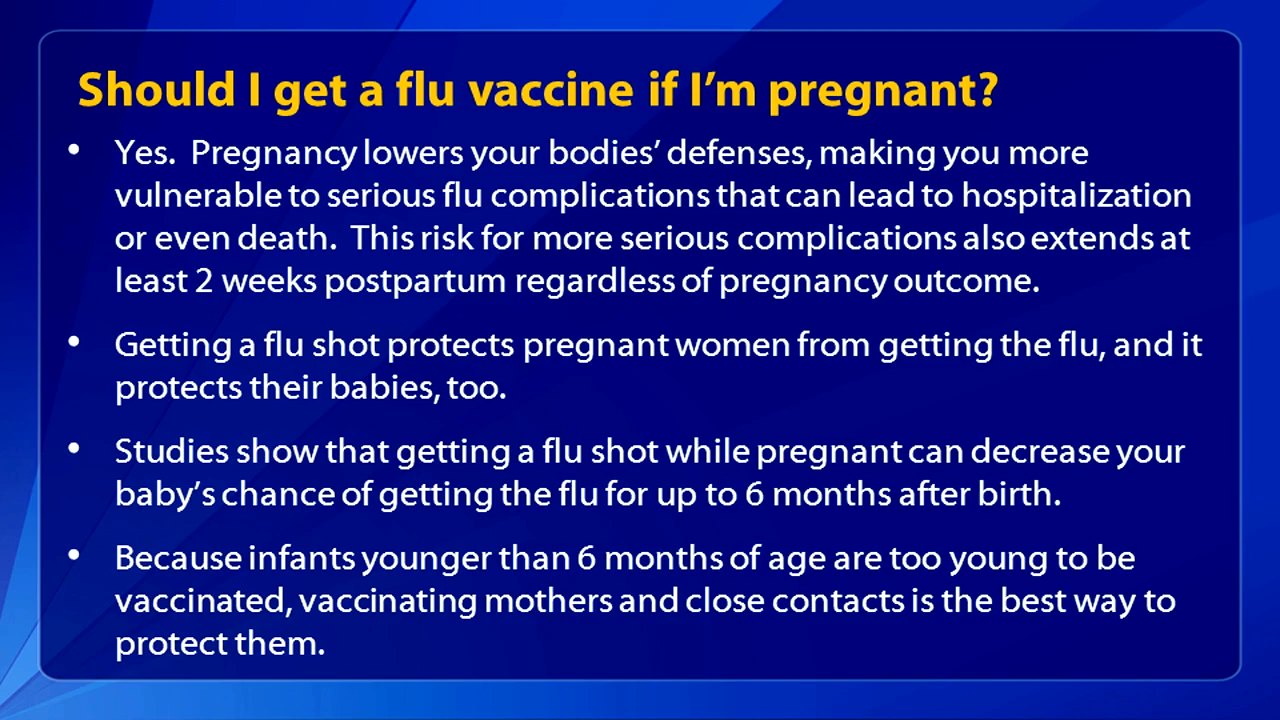 Should I get a flu vaccine if I’m pregnant?
• Yes.  Pregnancy lowers your bodies’ defenses, making you more
vulnerable to serious flu complications that can lead to hospitalization
or even death.  This risk for more serious complications also extends at
least 2 weeks postpartum regardless of pregnancy outcome.
• Getting a flu shot protects pregnant women from getting the flu, and it
protects their babies, too.
• Studies show that getting a flu shot while pregnant can decrease your
baby’s chance of getting the flu for up to 6 months after birth.
• Because infants younger than 6 months of age are too young to be
vaccinated, vaccinating mothers and close contacts is the best way to
protect them.